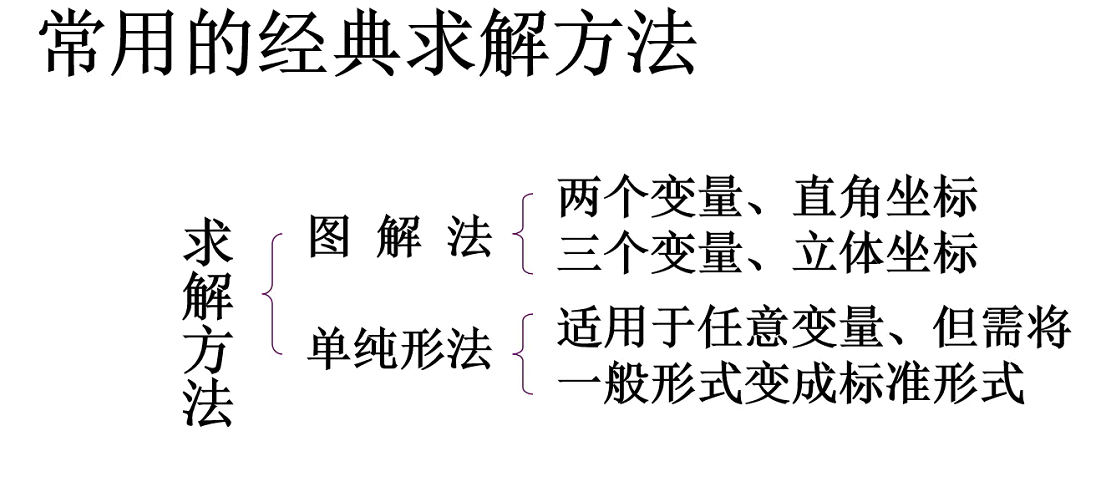 常用的经典求解方法
求解方法
图 解 法
两个变量、直角坐标
三个变量、立体坐标
单纯形法
适用于任意变量、但需将
一般形式变成标准形式